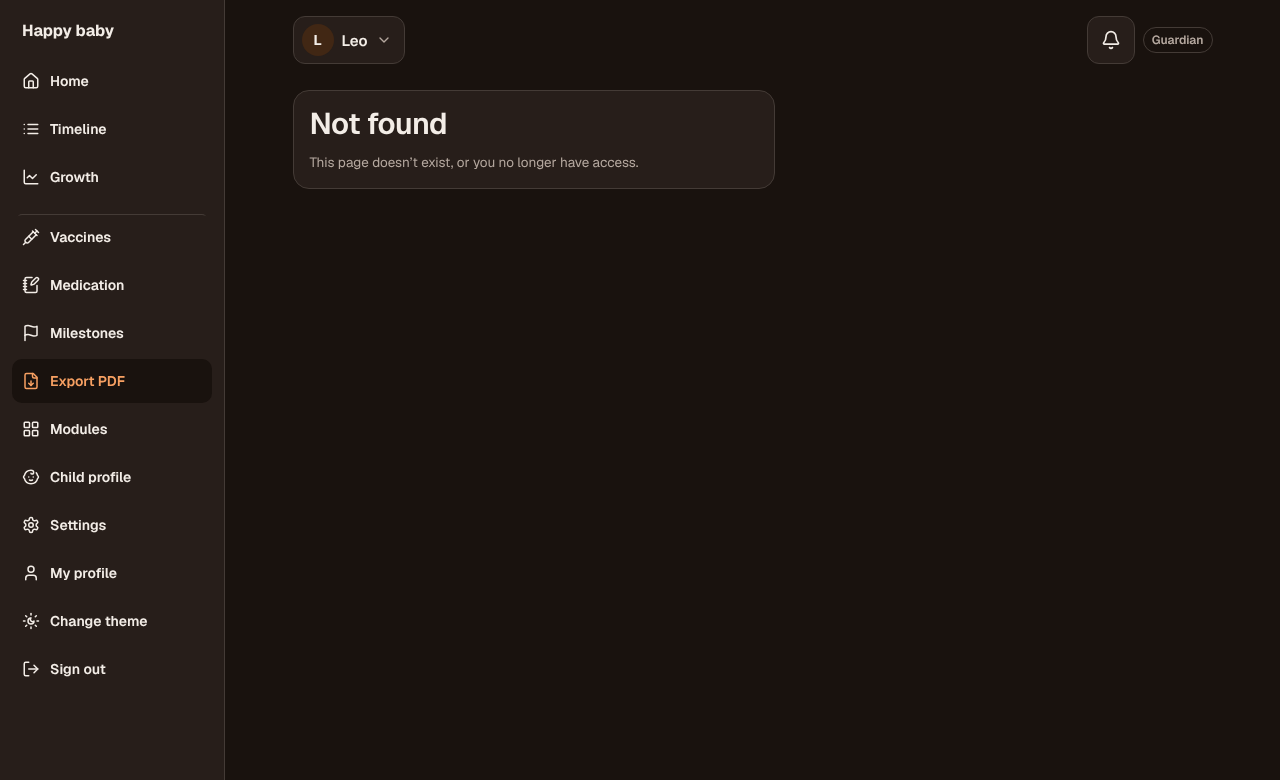 Happy baby
Home
Timeline
Growth
Vaccines
Medication
Milestones
Export PDF
Modules
Child profile
Settings
My profile
Change theme
Sign out
L Leo
Guardian
Not found
This page doesn’t exist, or you no longer have access.